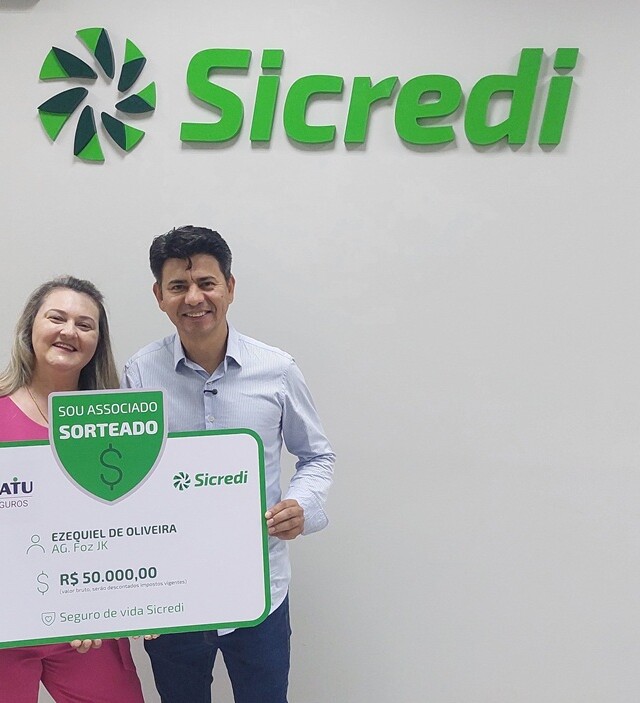 Sicredi
SOU ASSOCIADO
SORTEADO
$
ATU
GUROS
Sicredi
EZEQUIEL DE OLIVEIRA
AG. Foz JK
$ R$ 50.000,00
(valor bruto, serão descontados impostos vigentes)
Seguro de vida Sicredi